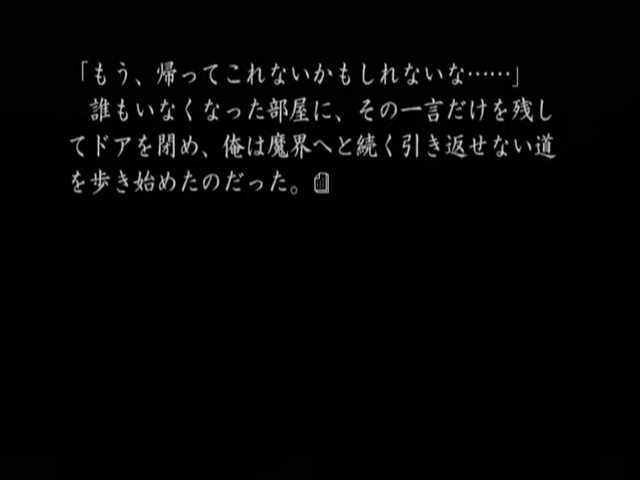 「もう、帰ってこれないかもしれないな……」
　誰もいなくなった部屋に、その一言だけを残し
てドアを閉め、俺は魔界へと続く引き返せない道
を歩き始めたのだった。